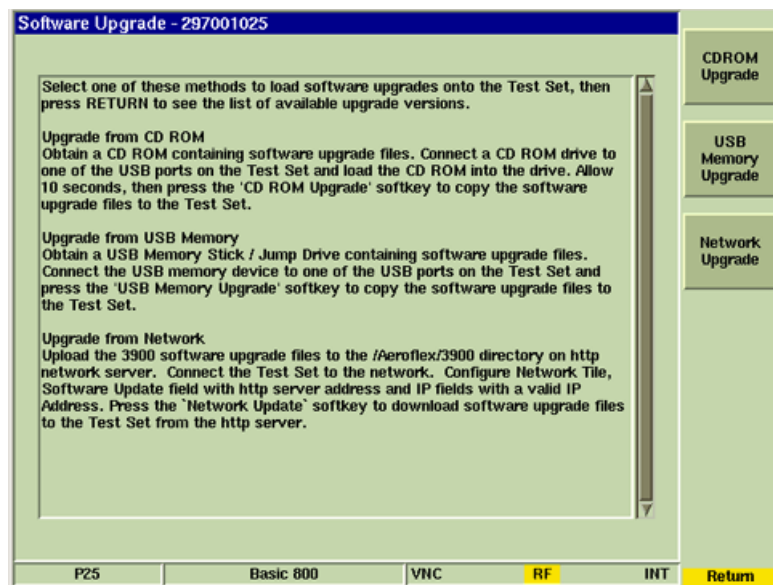 Software Upgrade - 297001025
Select one of these methods to load software upgrades onto the Test Set, then
press RETURN to see the list of available upgrade versions.
Upgrade from CD ROM
Obtain a CD ROM containing software upgrade files. Connect a CD ROM drive to
one of the USB ports on the Test Set and load the CD ROM into the drive. Allow
10 seconds, then press the 'CD ROM Upgrade' softkey to copy the software
upgrade files to the Test Set.
Upgrade from USB Memory
Obtain a USB Memory Stick / Jump Drive containing software upgrade files.
Connect the USB memory device to one of the USB ports on the Test Set and
press the 'USB Memory Upgrade' softkey to copy the software upgrade files to
the Test Set.
Upgrade from Network
Upload the 3900 software upgrade files to the /Aeroflex/3900 directory on http
network server.  Connect the Test Set to the network.  Configure Network Tile,
Software Update field with http server address and IP fields with a valid IP
Address. Press the `Network Update` softkey to download software upgrade files
to the Test Set from the http server.
CDROM
Upgrade
USB
Memory
Upgrade
Network
Upgrade
P25 Basic 800 VNC RF INT Return